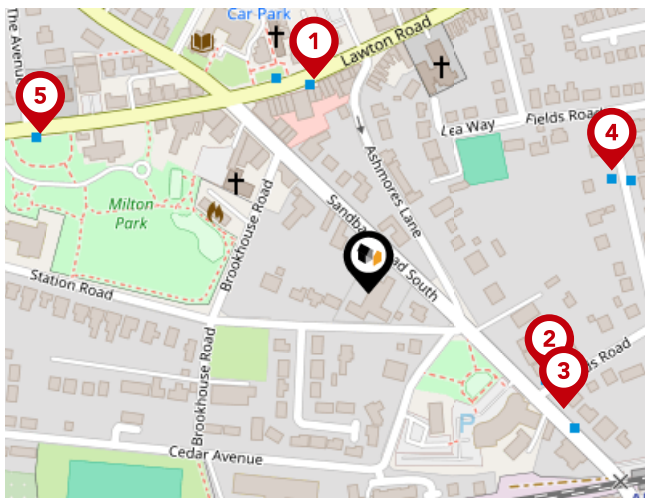 The Avenue
Car Park
1
Lawton Road
5
4
Lea Way
Fields Road
Ashmores Lane
Milton
Park
Brookhouse Road
Station Road
Road South
2
3
Road
P
Brookhouse Road
Cedar Avenue